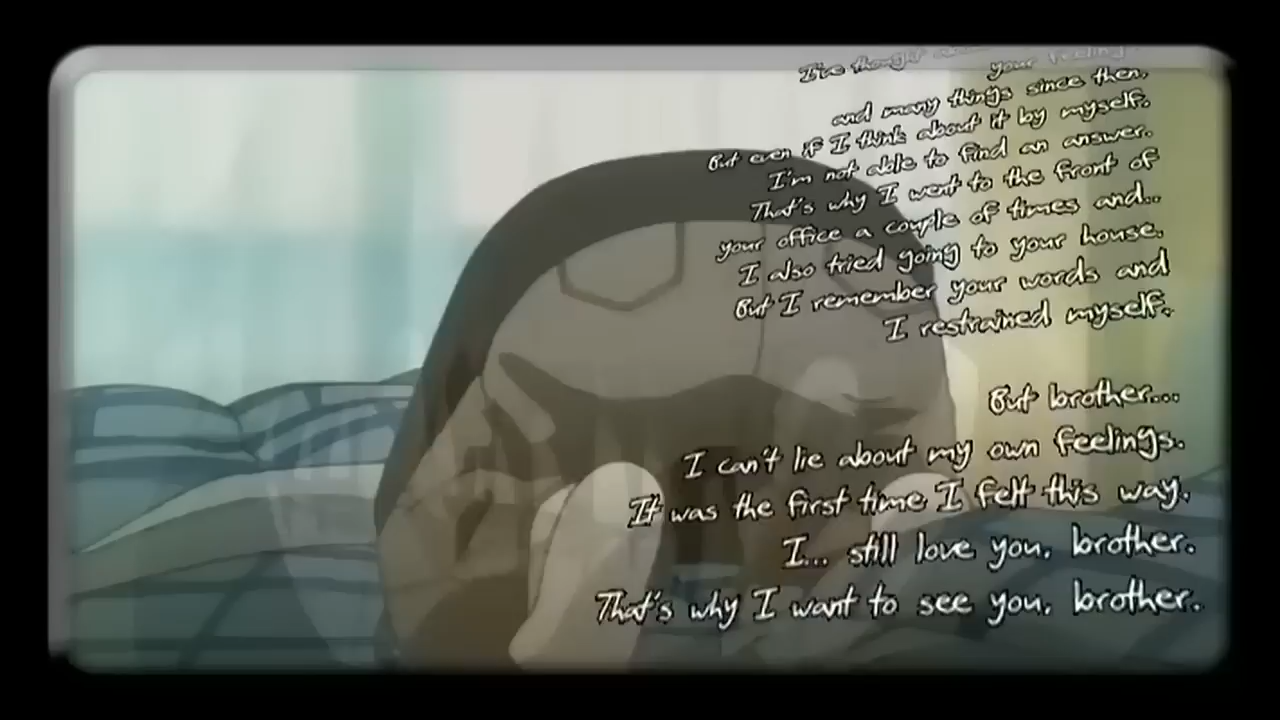 I've thought
your feeling
and many things since then.
But even if I think about it by myself.
I'm not able to find an answer.
That's why I went to the front of
your office a couple of times and..
I also tried going to your house.
But I remember your words and
I restrained myself.
But brother...
I can't lie about my own feelings.
It was the first time I felt this way.
I... still love you, brother.
That's why I want to see you, brother.